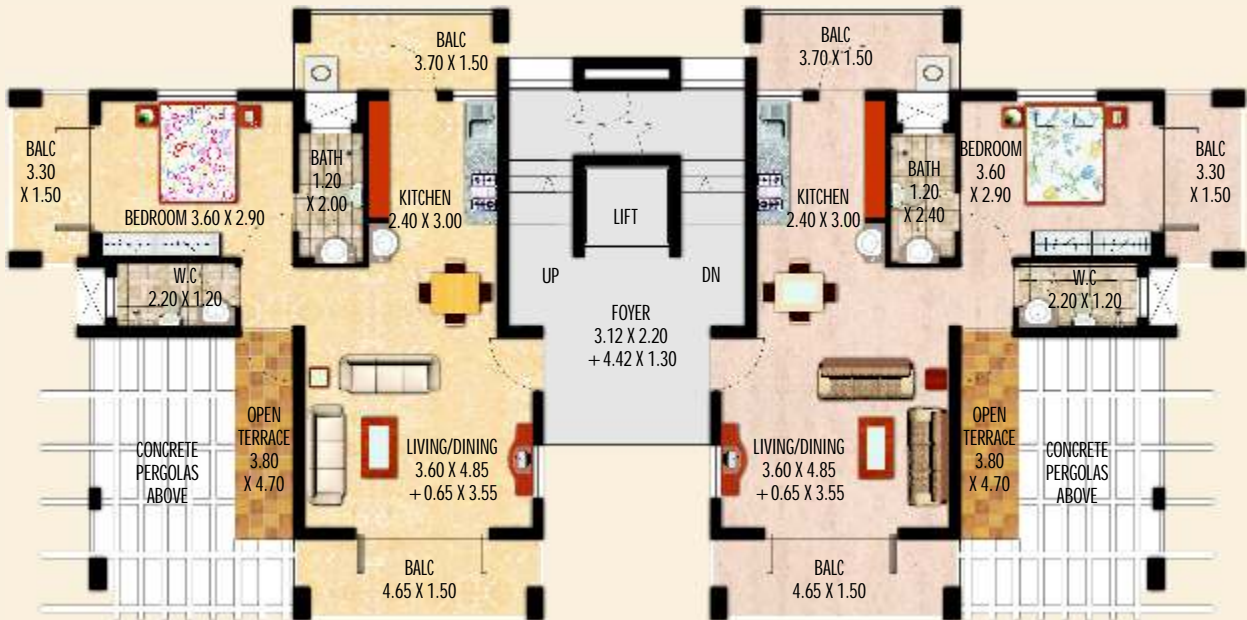 BALC
3.70 X 1.50
BALC
3.70 X 1.50
BALC
3.30
X 1.50
BEDROOM 3.60 X 2.90
BATH
1.20
X 2.00
KITCHEN
2.40 X 3.00
LIFT
KITCHEN
2.40 X 3.00
BATH
1.20
X 2.40
BEDROOM
3.60
X 2.90
BALC
3.30
X 1.50
W.C
2.20 X 1.20
UP
DN
W.C
2.20 X 1.20
FOYER
3.12 X 2.20
+ 4.42 X 1.30
CONCRETE
PERGOLAS
ABOVE
OPEN
TERRACE
3.80
X 4.70
LIVING/DINING
3.60 X 4.85
+ 0.65 X 3.55
LIVING/DINING
3.60 X 4.85
+ 0.65 X 3.55
OPEN
TERRACE
3.80
X 4.70
CONCRETE
PERGOLAS
ABOVE
BALC
4.65 X 1.50
BALC
4.65 X 1.50